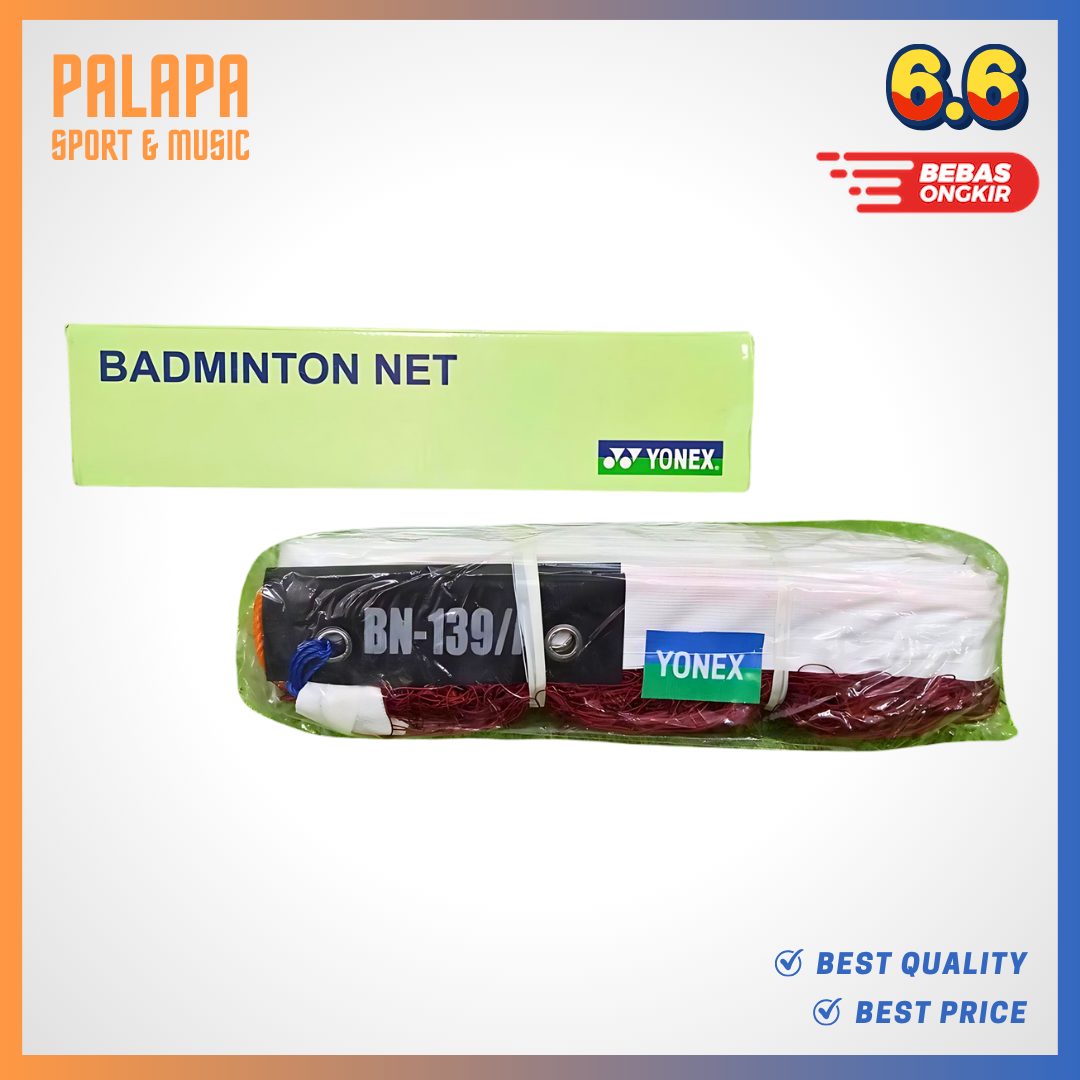 PALAPA
SPORT & MUSIC
6.6
BEBAS
ONGKIR
BADMINTON NET
YONEX
BN-139/
YONEX
BEST QUALITY
BEST PRICE